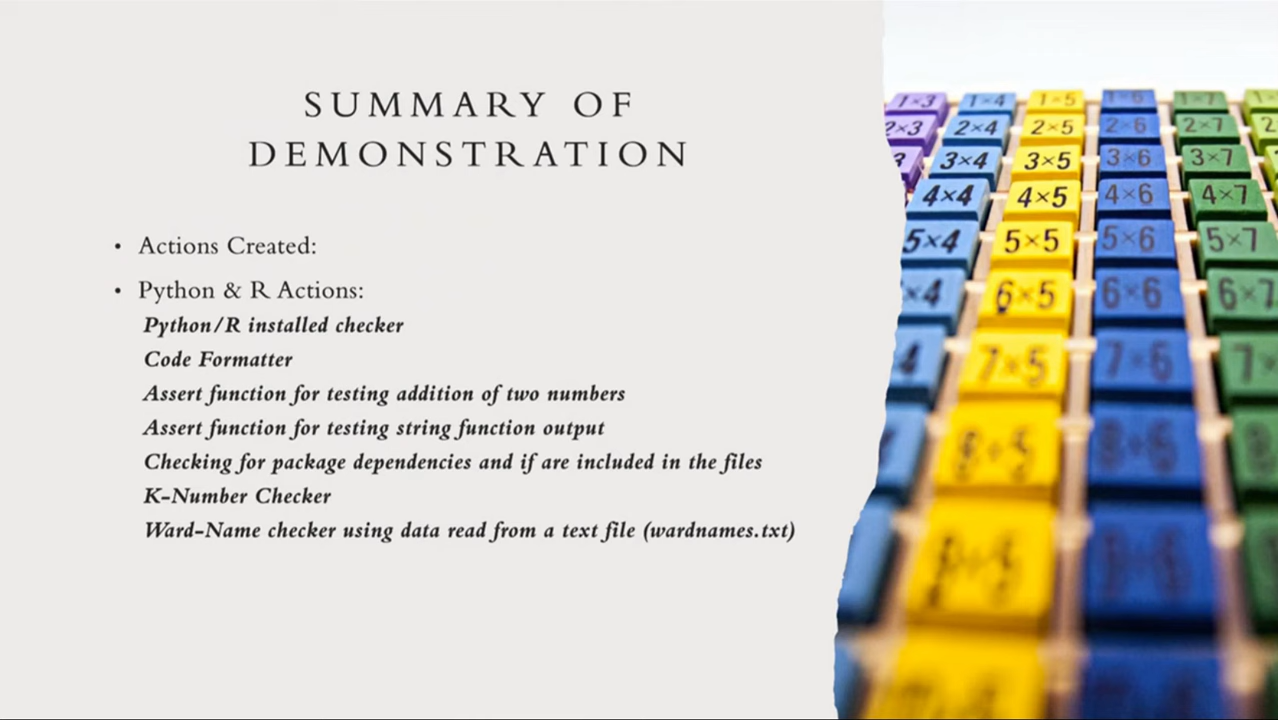 SUMMARY OF
DEMONSTRATION
• Actions Created:
• Python & R Actions:
Python/R installed checker
Code Formatter
Assert function for testing addition of two numbers
Assert function for testing string function output
Checking for package dependencies and if are included in the files
K-Number Checker
Ward-Name checker using data read from a text file (wardnames.txt)
1×3 1×4 1×5 1×6 1×7
2×3 2×4 2×5 2×6 2×7
3×4 3×5 3×6 3×7
4×4 4×5 4×6 4×7
5×4 5×5 5×6 5×7
×4 6×5 6×6 6×7
7×5 7×6